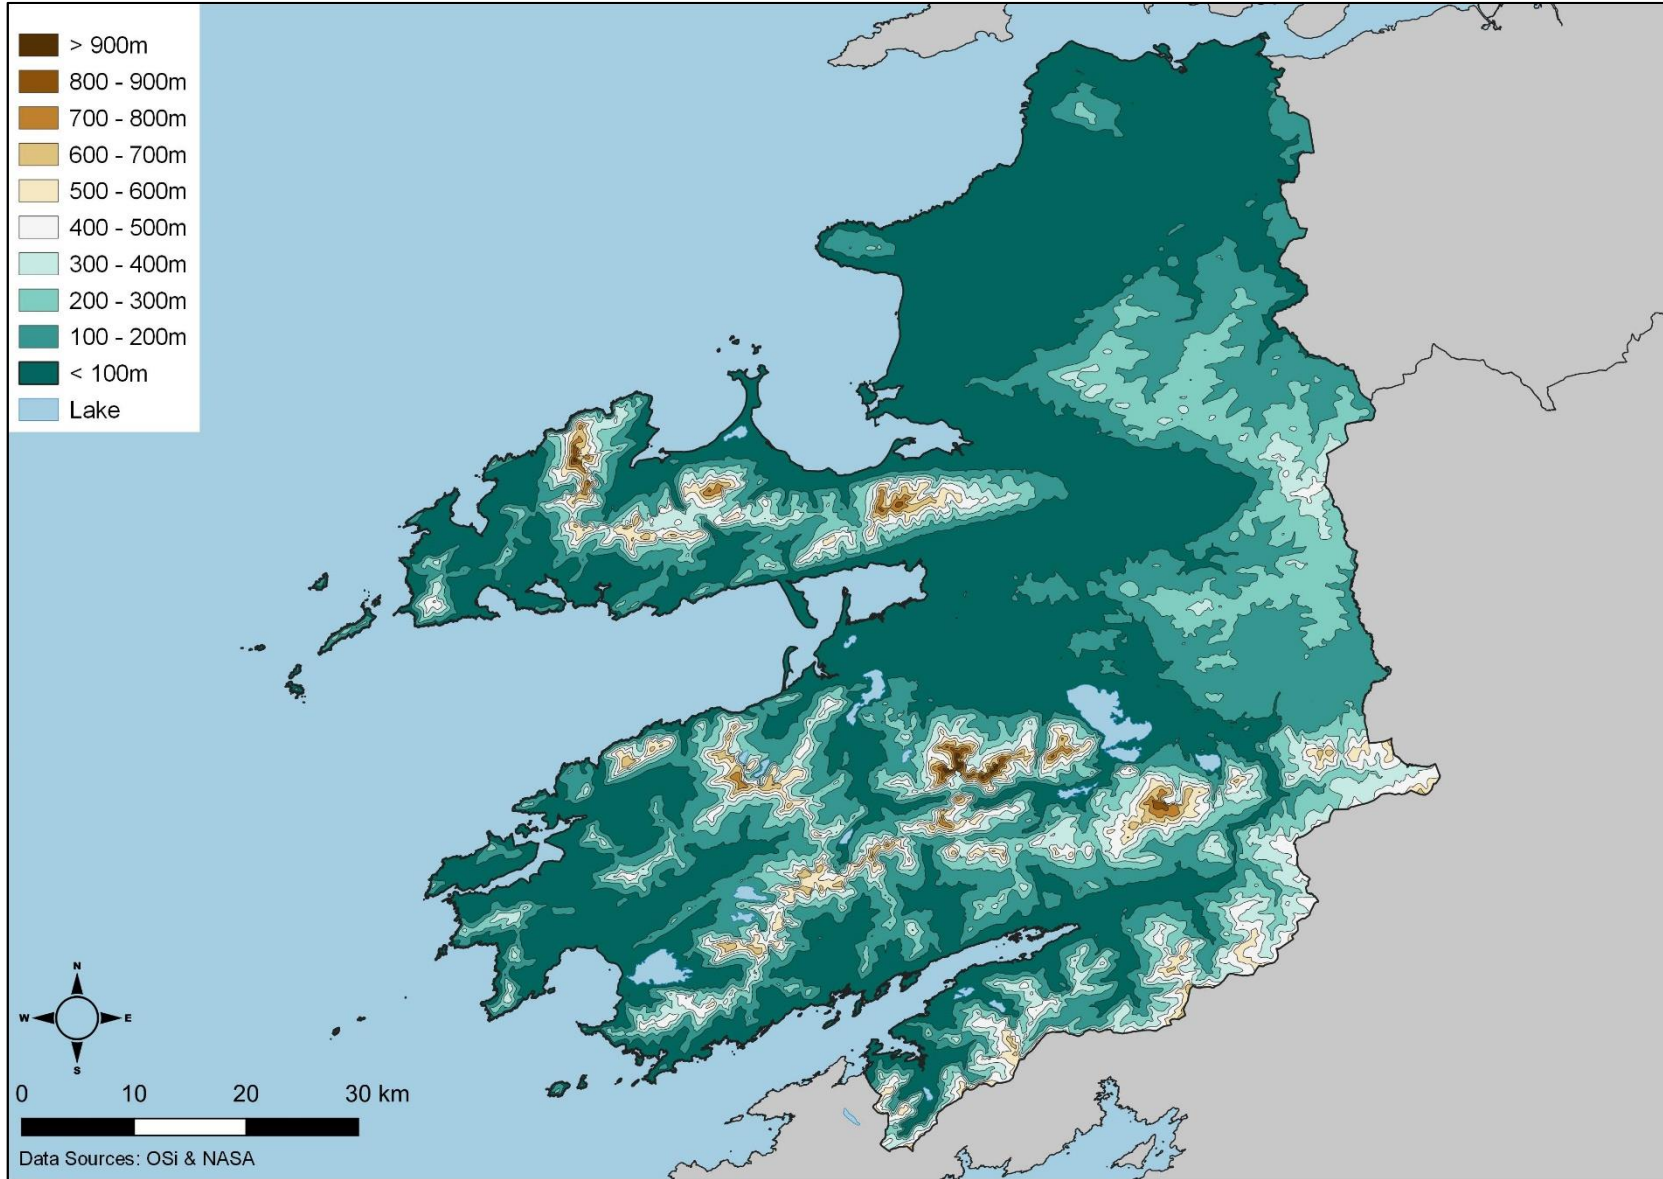 > 900m
800 - 900m
700 - 800m
600 - 700m
500 - 600m
400 - 500m
300 - 400m
200 - 300m
100 - 200m
< 100m
Lake
N
W E
S
0 10 20 30 km
Data Sources: OSi & NASA